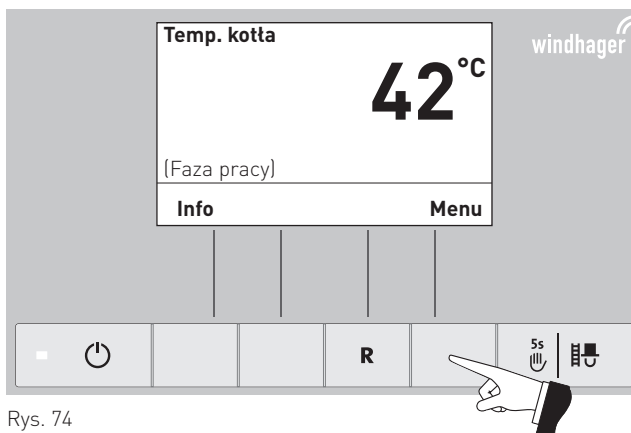 Temp. kotła
windhager
42 °C
(Faza pracy)
Info Menu
R 5s
Rys. 74